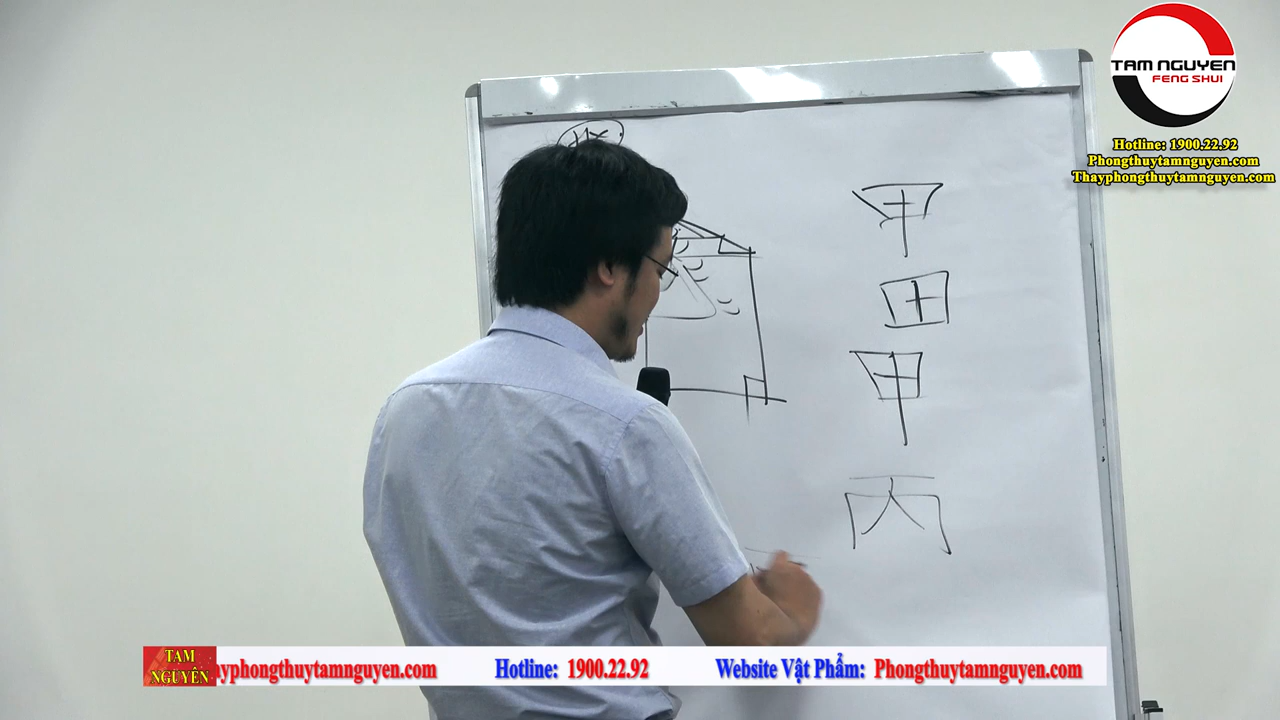 TAM NGUYEN
FENG SHUI
Hotline: 1900.22.92
Phongthuytamnguyen.com
Thayphongthuytamnguyen.com
甲
田
甲
丙
TAM
NGUYÊN
hayphongthuytamnguyen.com Hotline: 1900.22.92 Website Vật Phẩm: Phongthuytamnguyen.com